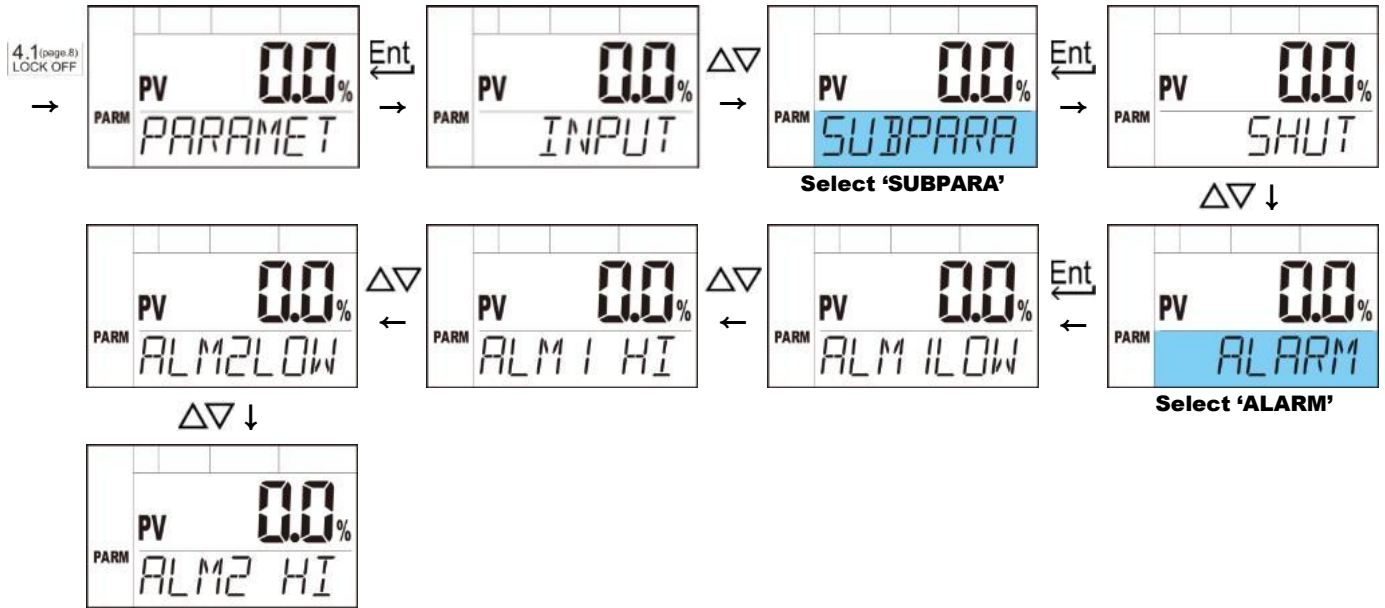 4.1(page.8)
LOCK OFF
→
PV 0.0%
PARM
PARAMET
Ent
→
PV 0.0%
PARM
INPUT
△▽
→
PV 0.0%
PARM
SUBPARA
Select ‘SUBPARA’
Ent
→
PV 0.0%
PARM
SHUT
△▽ ↓
PV 0.0%
PARM
ALARM
Select ‘ALARM’
Ent
←
PV 0.0%
PARM
ALM1LOW
△▽
←
PV 0.0%
PARM
ALM1 HI
△▽
←
PV 0.0%
PARM
ALM2LOW
△▽ ↓
PV 0.0%
PARM
ALM2 HI